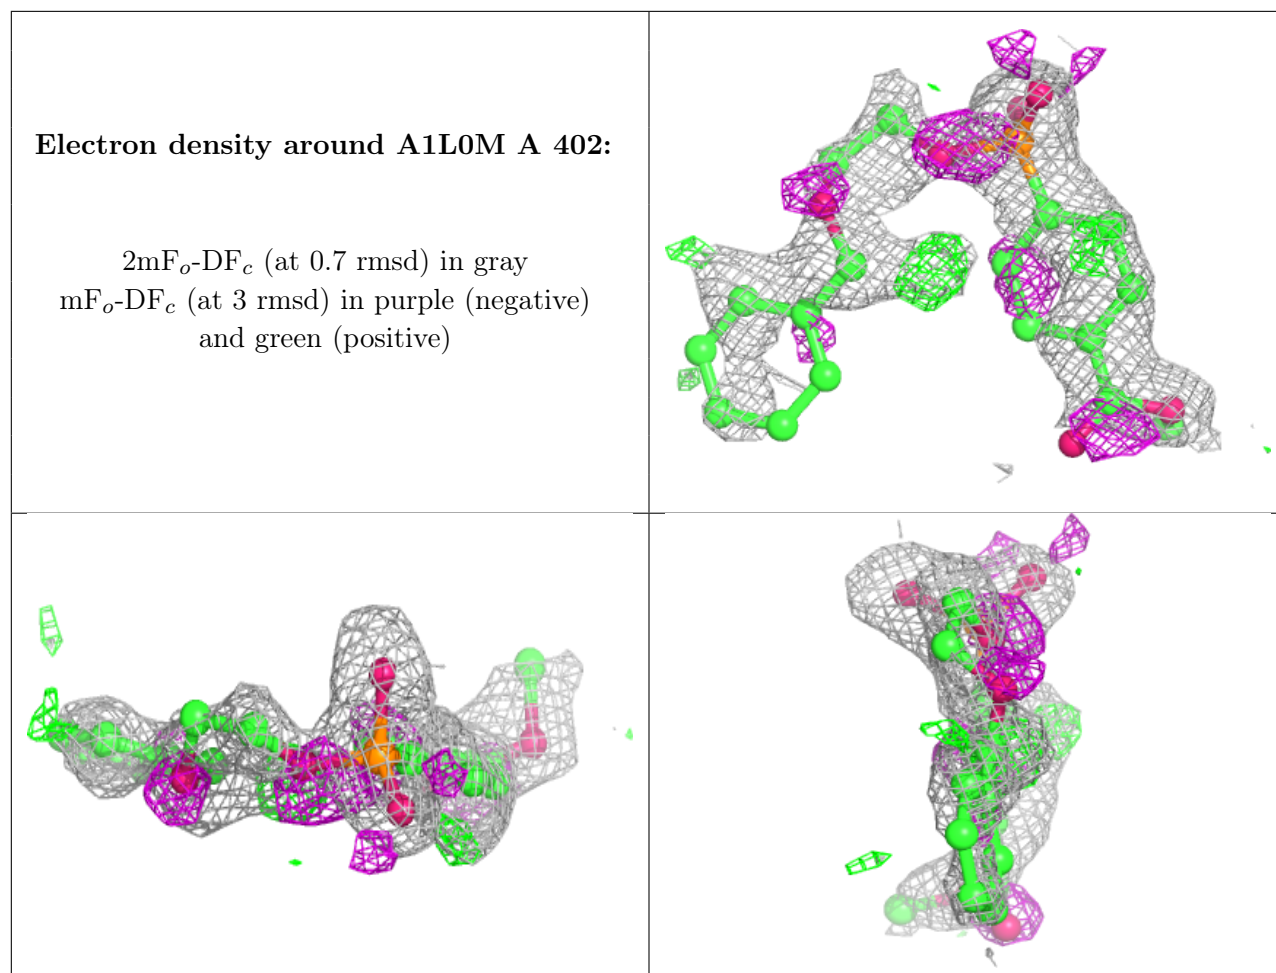 Electron density around A1L0M A 402:
2mFo-DFc (at 0.7 rmsd) in gray
mFo-DFc (at 3 rmsd) in purple (negative)
and green (positive)